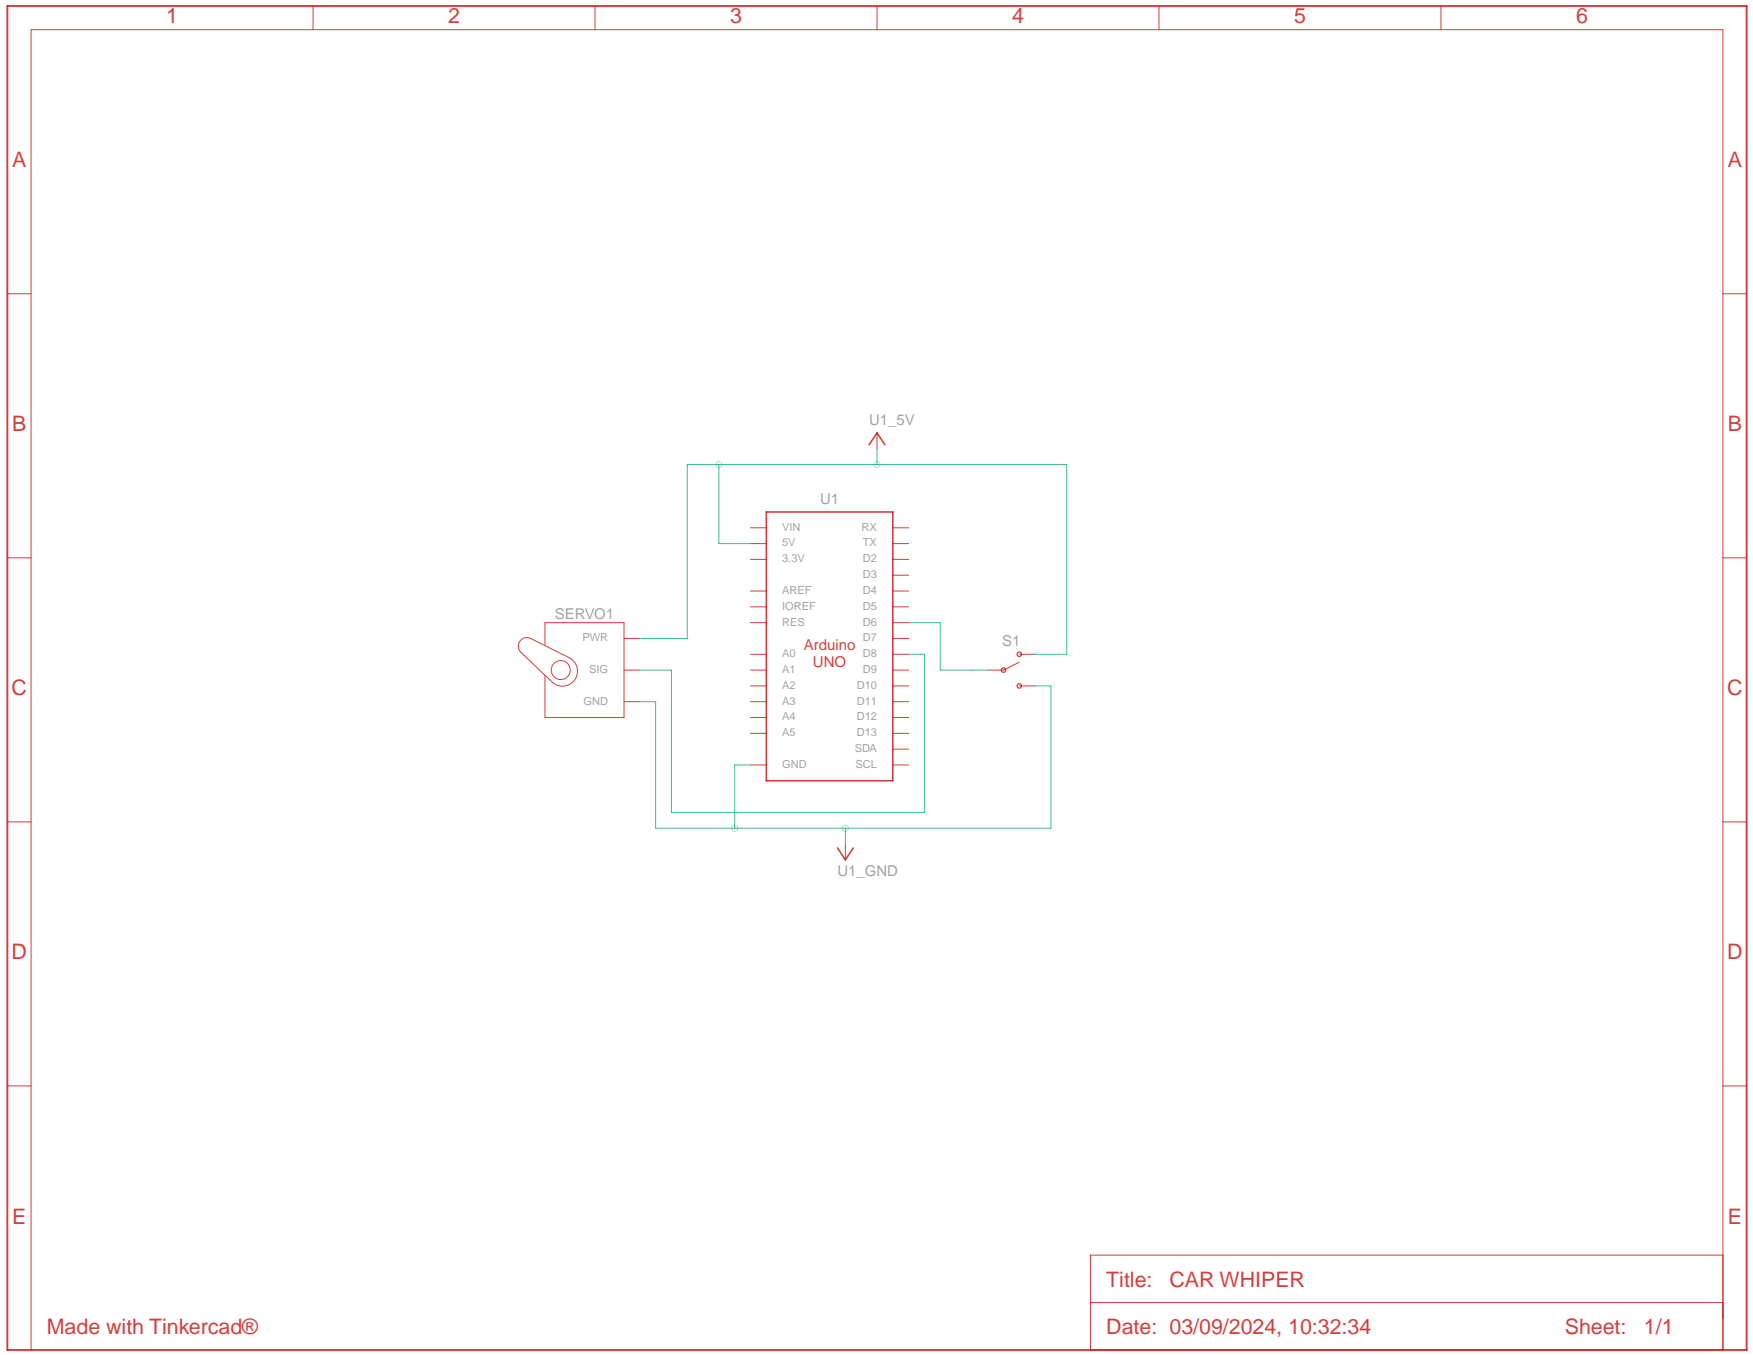 1 2 3 4 5 6
A A
B B
C C
D D
E E
U1_5V
U1
VIN RX
5V TX
3.3V D2
D3
AREF D4
IOREF D5
RES D6
D7
Arduino
UNO
A0 D8
A1 D9
A2 D10
A3 D11
A4 D12
A5 D13
SDA
GND SCL
SERVO1
PWR
SIG
GND
S1
U1_GND
Title: CAR WHIPER
Date: 03/09/2024, 10:32:34 Sheet: 1/1
Made with Tinkercad®